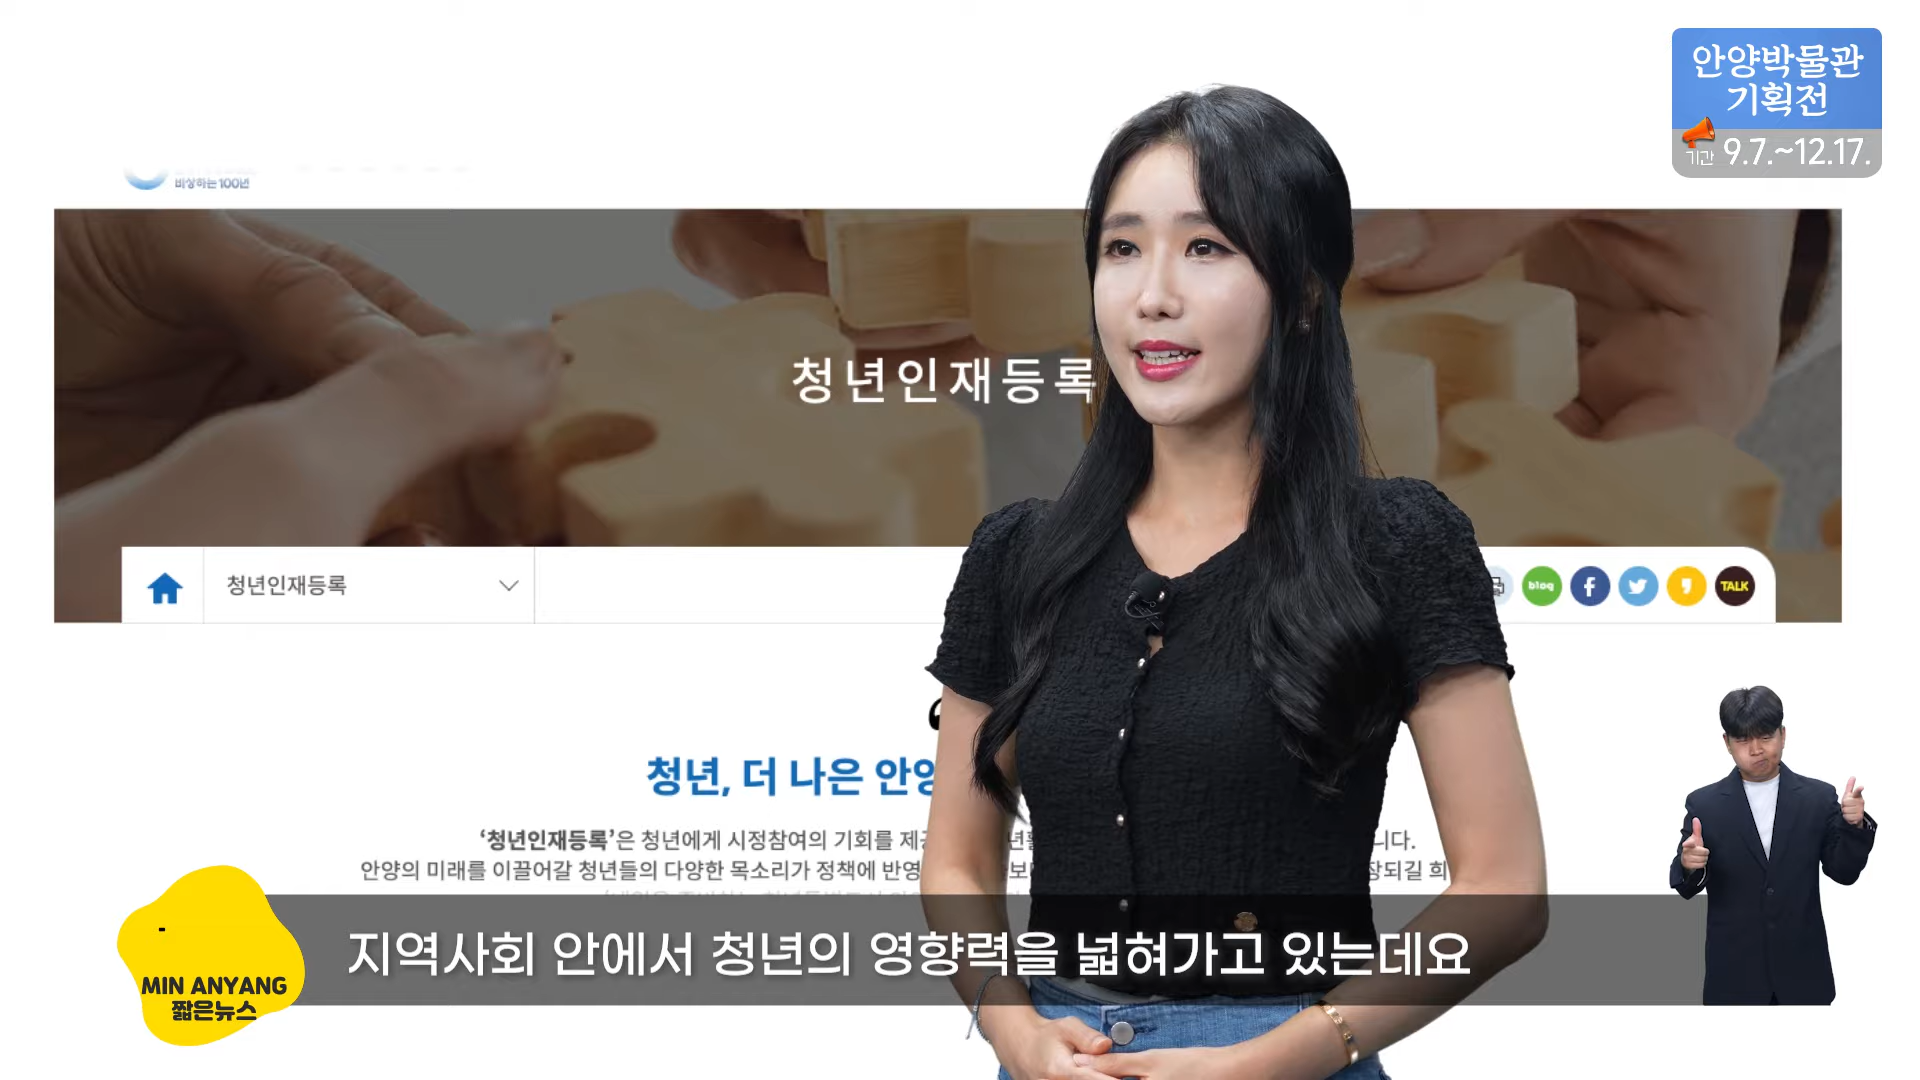 안양박물관
기획전
기간 9.7.~12.17.
비상하는 100년
청년인재등록
청년인재등록
blog
TALK
청년, 더 나은 안양
‘청년인재등록’은 청년에게 시정참여의 기회를 니다.
안양의 미래를 이끌어갈 청년들의 다양한 목소리가 정책에 반영 장되길 희
지역사회 안에서 청년의 영향력을 넓혀가고 있는데요
MIN ANYANG
짧은뉴스